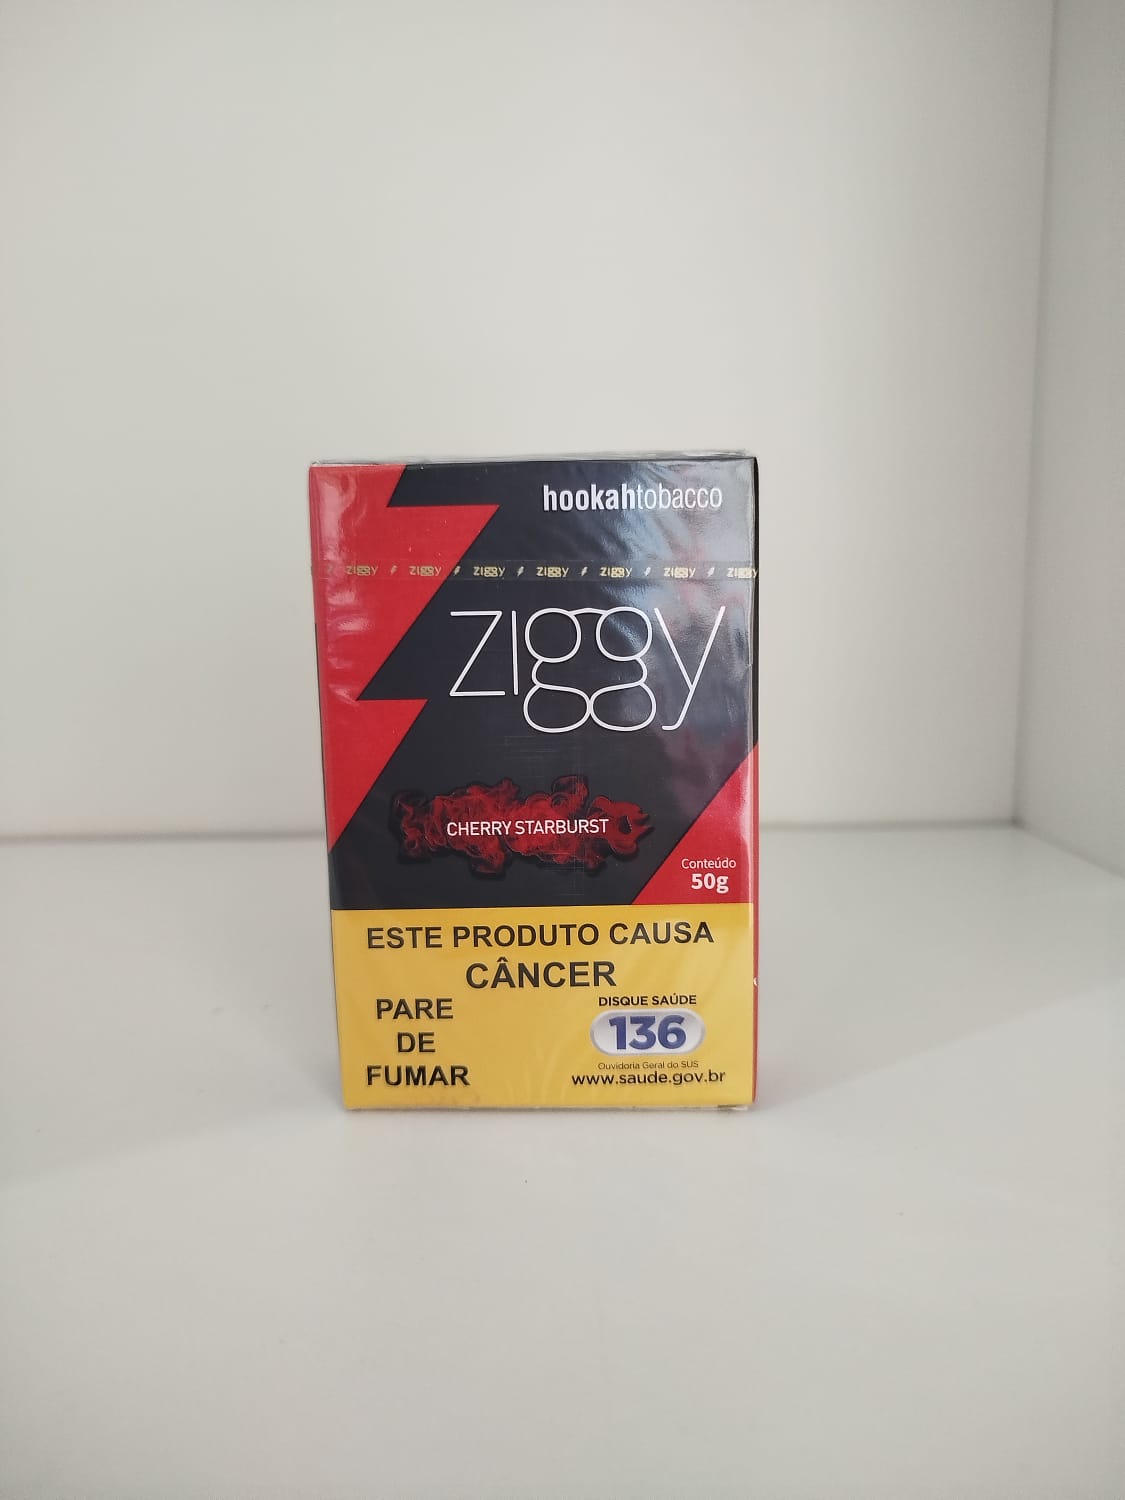 hookahtobacco
ziggy ziggy ziggy ziggy ziggy ziggy ziggy
ziggy
CHERRY STARBURST
Conteúdo
50g
ESTE PRODUTO CAUSA
CÂNCER
PARE
DE
FUMAR
DISQUE SAÚDE
136
Ouvidoria Geral do SUS
www.saude.gov.br